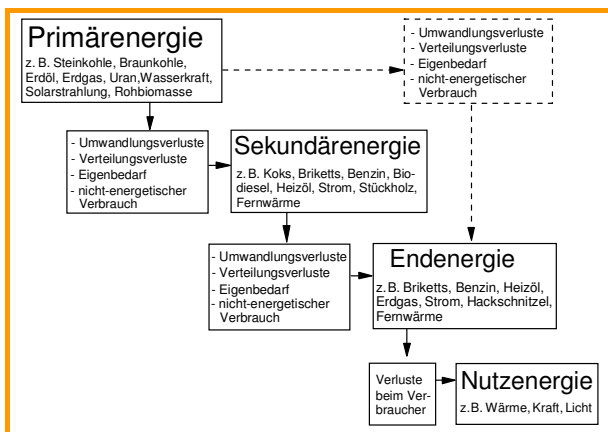 Primärenergie
z. B. Steinkohle, Braunkohle,
Erdöl, Erdgas, Uran,Wasserkraft,
Solarstrahlung, Rohbiomasse
- Umwandlungsverluste
- Verteilungsverluste
- Eigenbedarf
- nicht-energetischer
Verbrauch
- Umwandlungsverluste
- Verteilungsverluste
- Eigenbedarf
-nicht-energetischer
Verbrauch
Sekundärenergie
z.B. Koks, Briketts, Benzin, Bio-
diesel, Heizöl, Strom, Stückholz,
Fernwärme
- Umwandlungsverluste
- Verteilungsverluste
- Eigenbedarf
- nicht-energetischer
Verbrauch
Endenergie
z.B. Briketts, Benzin, Heizöl,
Erdgas, Strom, Hackschnitzel,
Fernwärme
Verluste
beim Ver-
braucher
Nutzenergie
z.B. Wärme, Kraft, Licht